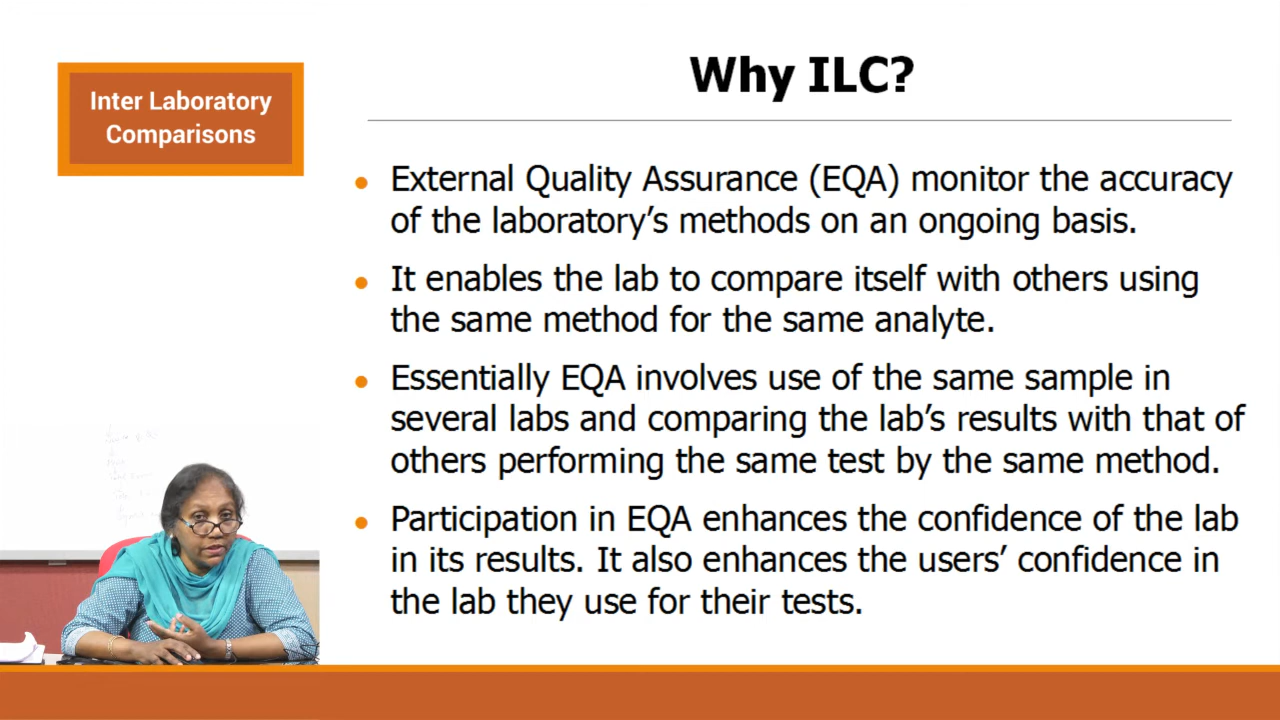 Inter Laboratory
Comparisons
Why ILC?
• External Quality Assurance (EQA) monitor the accuracy
of the laboratory’s methods on an ongoing basis.
• It enables the lab to compare itself with others using
the same method for the same analyte.
• Essentially EQA involves use of the same sample in
several labs and comparing the lab’s results with that of
others performing the same test by the same method.
• Participation in EQA enhances the confidence of the lab
in its results. It also enhances the users’ confidence in
the lab they use for their tests.